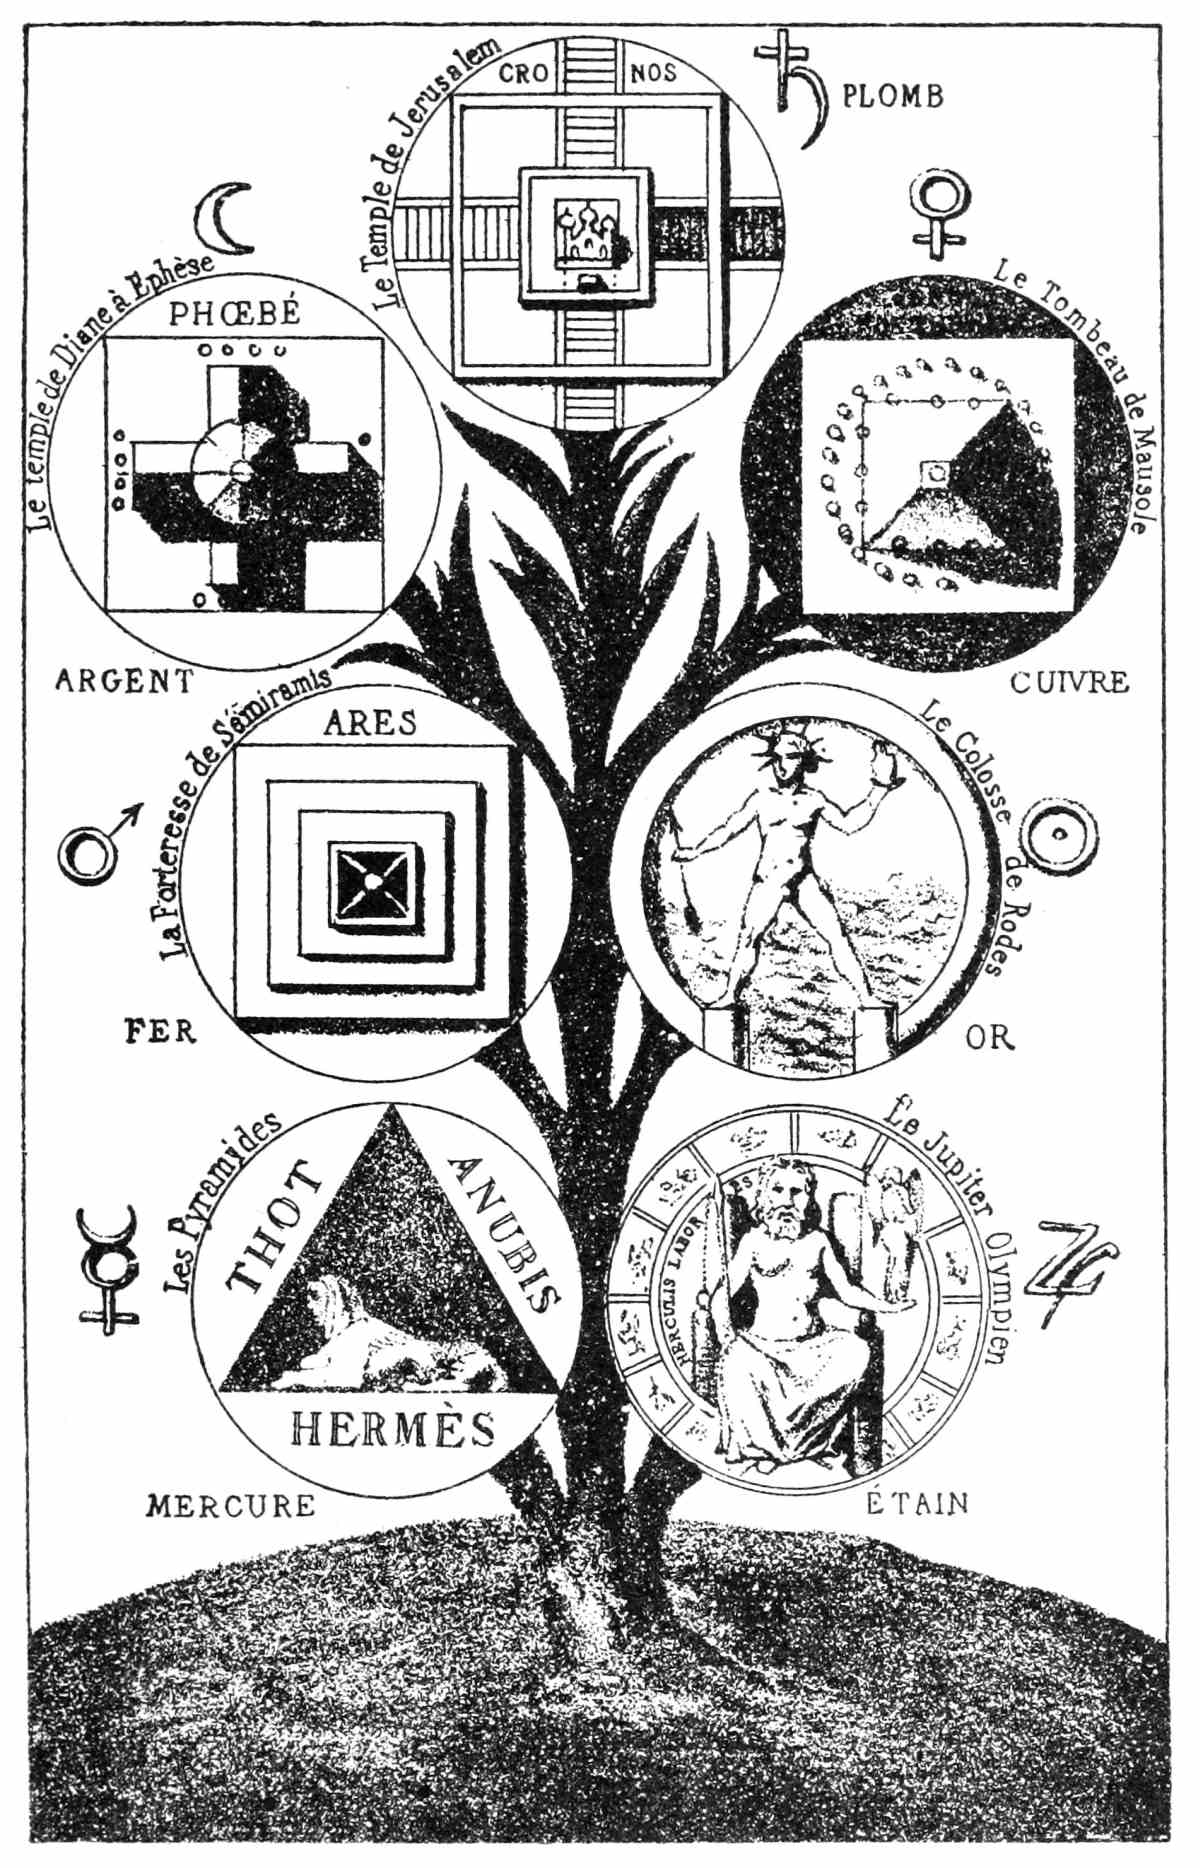 CRO NOS
Le Temple de Jerusalem
PLOMB
Le temple de Diane à Ephèse
PHŒBÉ
ARGENT
Le Tombeau de Mausole
CUIVRE
La Forteresse de Sémiramis
ARES
FER
Le Colosse de Rodes
OR
Les Pyramides
THOT
ANUBIS
HERMÈS
MERCURE
Le Jupiter Olympien
HERCULIS LABOR
ES
ÉTAIN